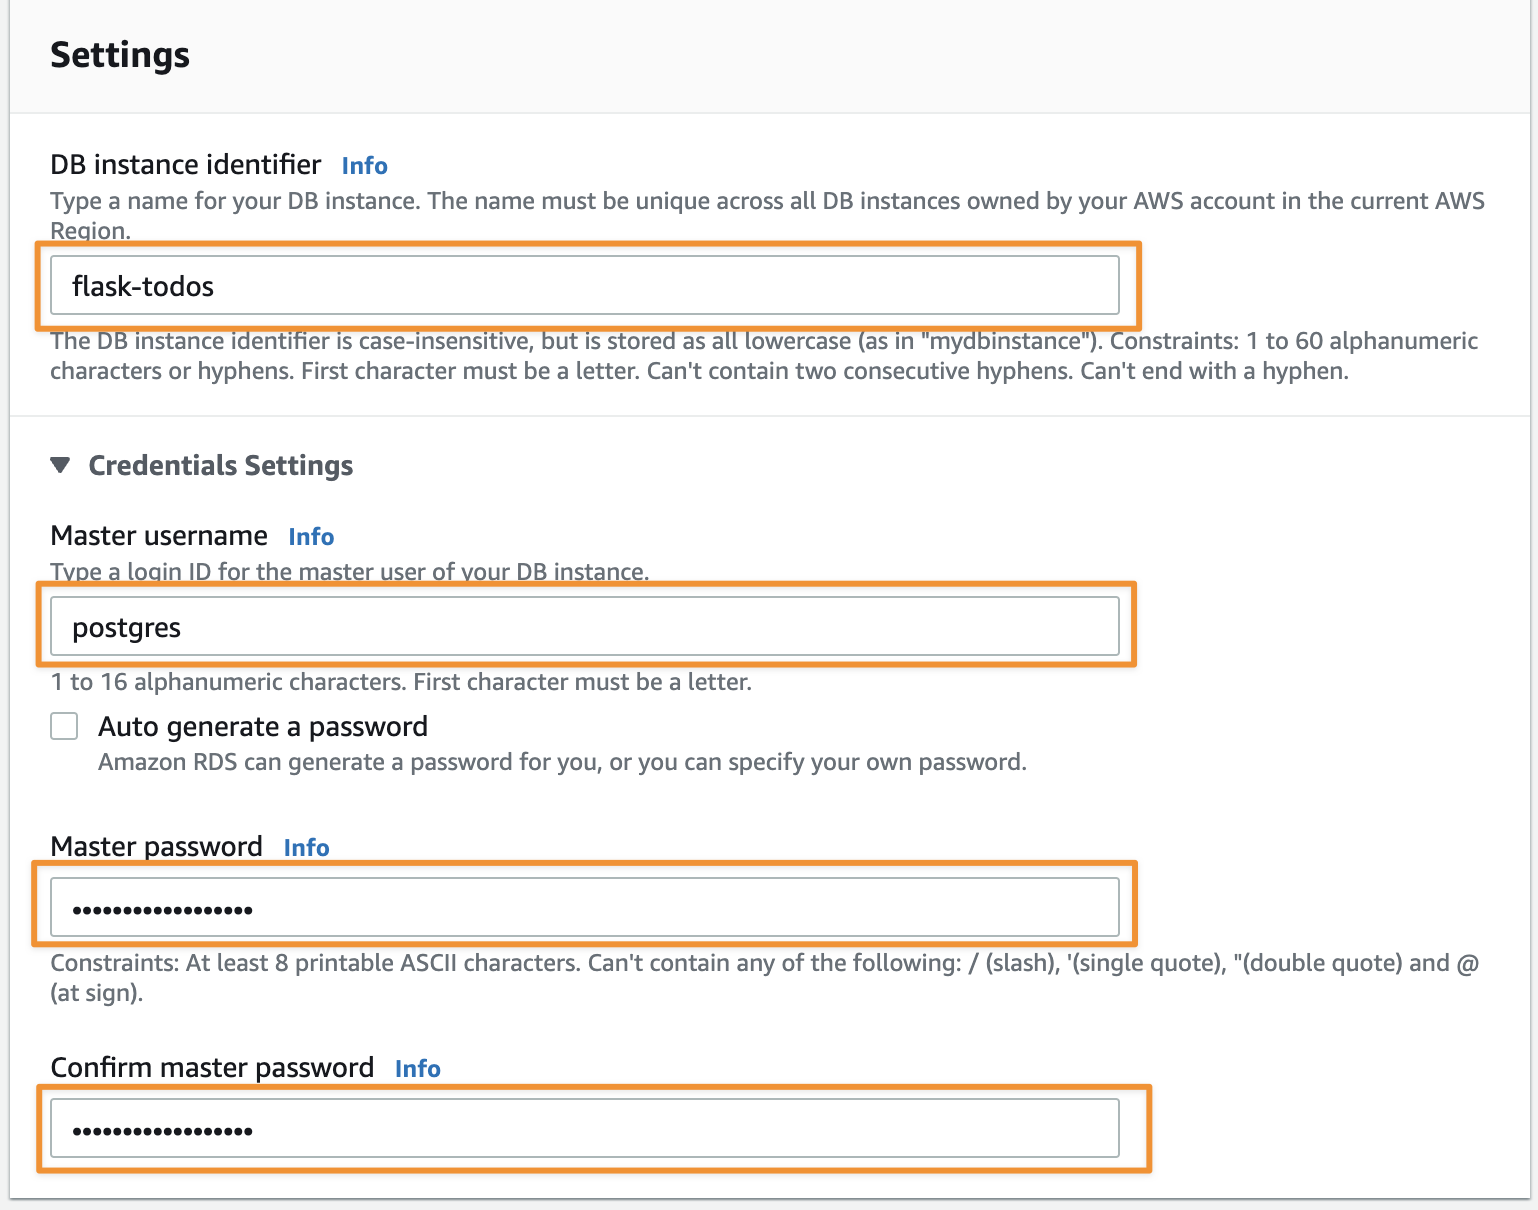 Settings
DB instance identifier Info
Type a name for your DB instance. The name must be unique across all DB instances owned by your AWS account in the current AWS
Region.
flask-todos
The DB instance identifier is case-insensitive, but is stored as all lowercase (as in "mydbinstance"). Constraints: 1 to 60 alphanumeric
characters or hyphens. First character must be a letter. Can't contain two consecutive hyphens. Can't end with a hyphen.
Credentials Settings
Master username Info
Type a login ID for the master user of your DB instance.
postgres
1 to 16 alphanumeric characters. First character must be a letter.
Auto generate a password
Amazon RDS can generate a password for you, or you can specify your own password.
Master password Info
••••••••••••••••••
Constraints: At least 8 printable ASCII characters. Can't contain any of the following: / (slash), '(single quote), "(double quote) and @
(at sign).
Confirm master password Info
••••••••••••••••••